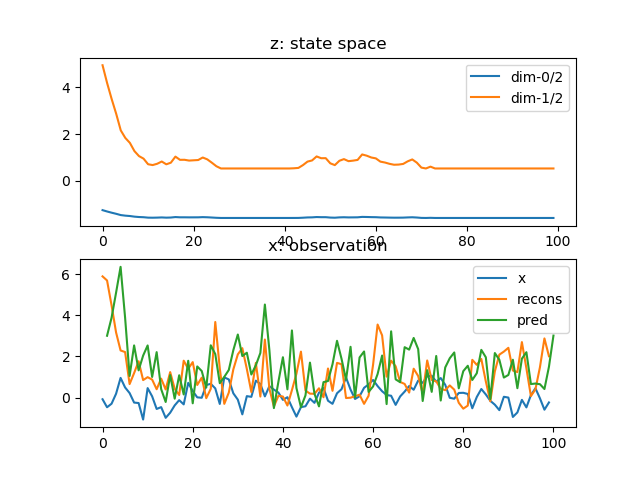 z: state space
dim-0/2
dim-1/2
4
2
0
0 20 40 60 80 100
x: observation
x
recons
pred
6
4
2
0
0 20 40 60 80 100